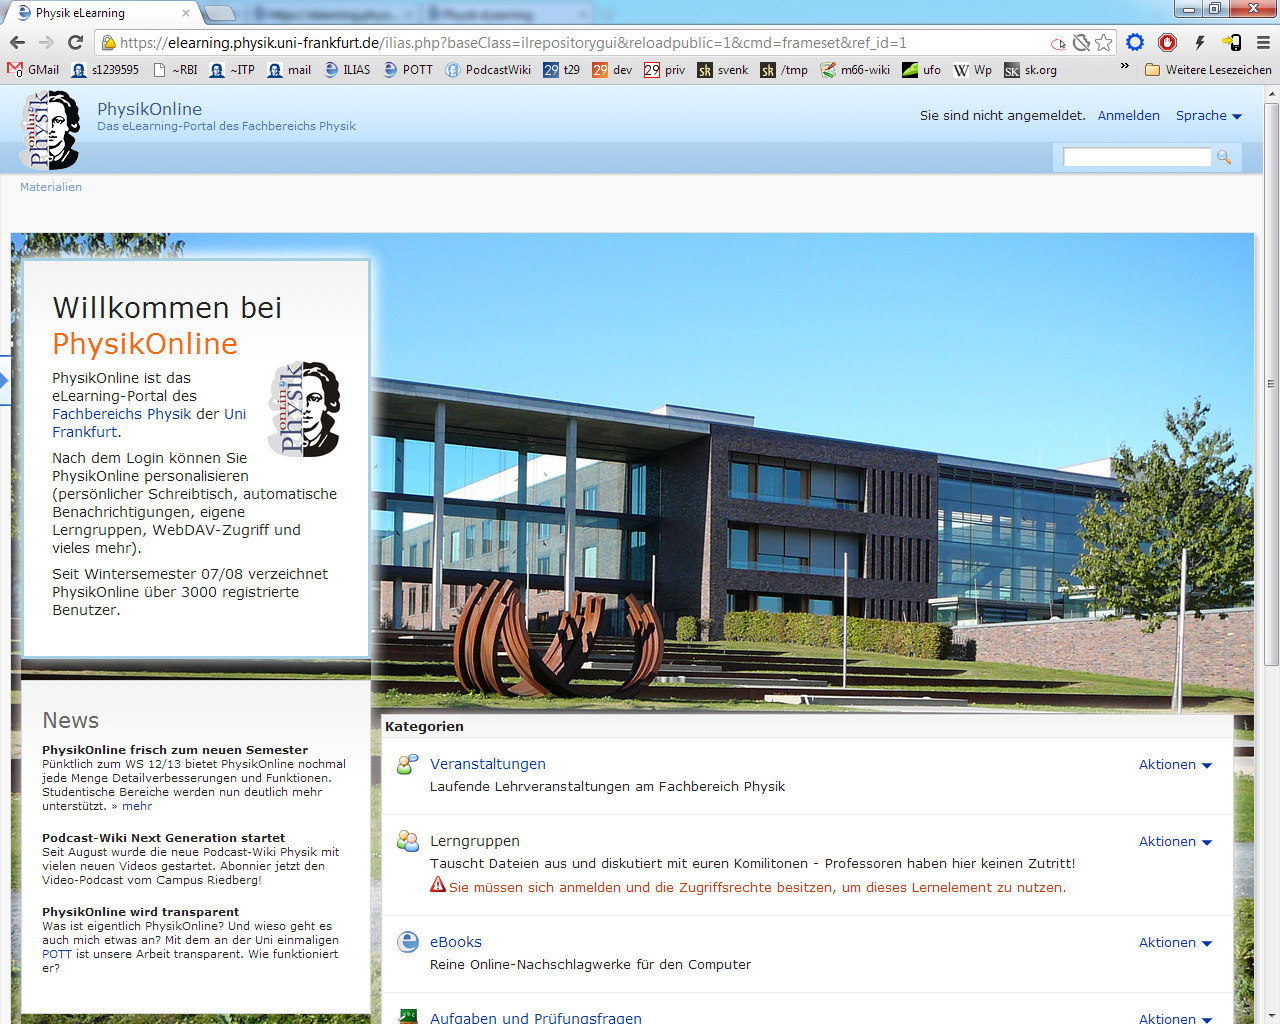 Physik eLearning
https://elearning.physik.uni-frankfurt.de/ilias.php?baseClass=ilrepositorygui&reloadpublic=1&cmd=frameset&ref_id=1
GMail s1239595 ~RBI ~ITP mail ILIAS POTT PodcastWiki 29 t29 29 dev 29 priv sk svenk sk /tmp m66-wiki ufo W Wp SK sk.org » Weitere Lesezeichen
PhysikOnline
Das eLearning-Portal des Fachbereichs Physik
Sie sind nicht angemeldet. Anmelden Sprache
Physik online
Materialien
Willkommen bei
PhysikOnline
PhysikOnline ist das
eLearning-Portal des
Fachbereichs Physik der Uni
Frankfurt.
Physik online
Nach dem Login können Sie
PhysikOnline personalisieren
(persönlicher Schreibtisch, automatische
Benachrichtigungen, eigene
Lerngruppen, WebDAV-Zugriff und
vieles mehr).
Seit Wintersemester 07/08 verzeichnet
PhysikOnline über 3000 registrierte
Benutzer.
News
PhysikOnline frisch zum neuen Semester
Pünktlich zum WS 12/13 bietet PhysikOnline nochmal
jede Menge Detailverbesserungen und Funktionen.
Studentische Bereiche werden nun deutlich mehr
unterstützt. » mehr
Podcast-Wiki Next Generation startet
Seit August wurde die neue Podcast-Wiki Physik mit
vielen neuen Videos gestartet. Abonnier jetzt den
Video-Podcast vom Campus Riedberg!
PhysikOnline wird transparent
Was ist eigentlich PhysikOnline? Und wieso geht es
auch mich etwas an? Mit dem an der Uni einmaligen
POTT ist unsere Arbeit transparent. Wie funktioniert
er?
Kategorien
Veranstaltungen Aktionen
Laufende Lehrveranstaltungen am Fachbereich Physik
Lerngruppen Aktionen
Tauscht Dateien aus und diskutiert mit euren Komilitonen - Professoren haben hier keinen Zutritt!
Sie müssen sich anmelden und die Zugriffsrechte besitzen, um dieses Lernelement zu nutzen.
eBooks Aktionen
Reine Online-Nachschlagwerke für den Computer
Aufgaben und Prüfungsfragen Aktionen